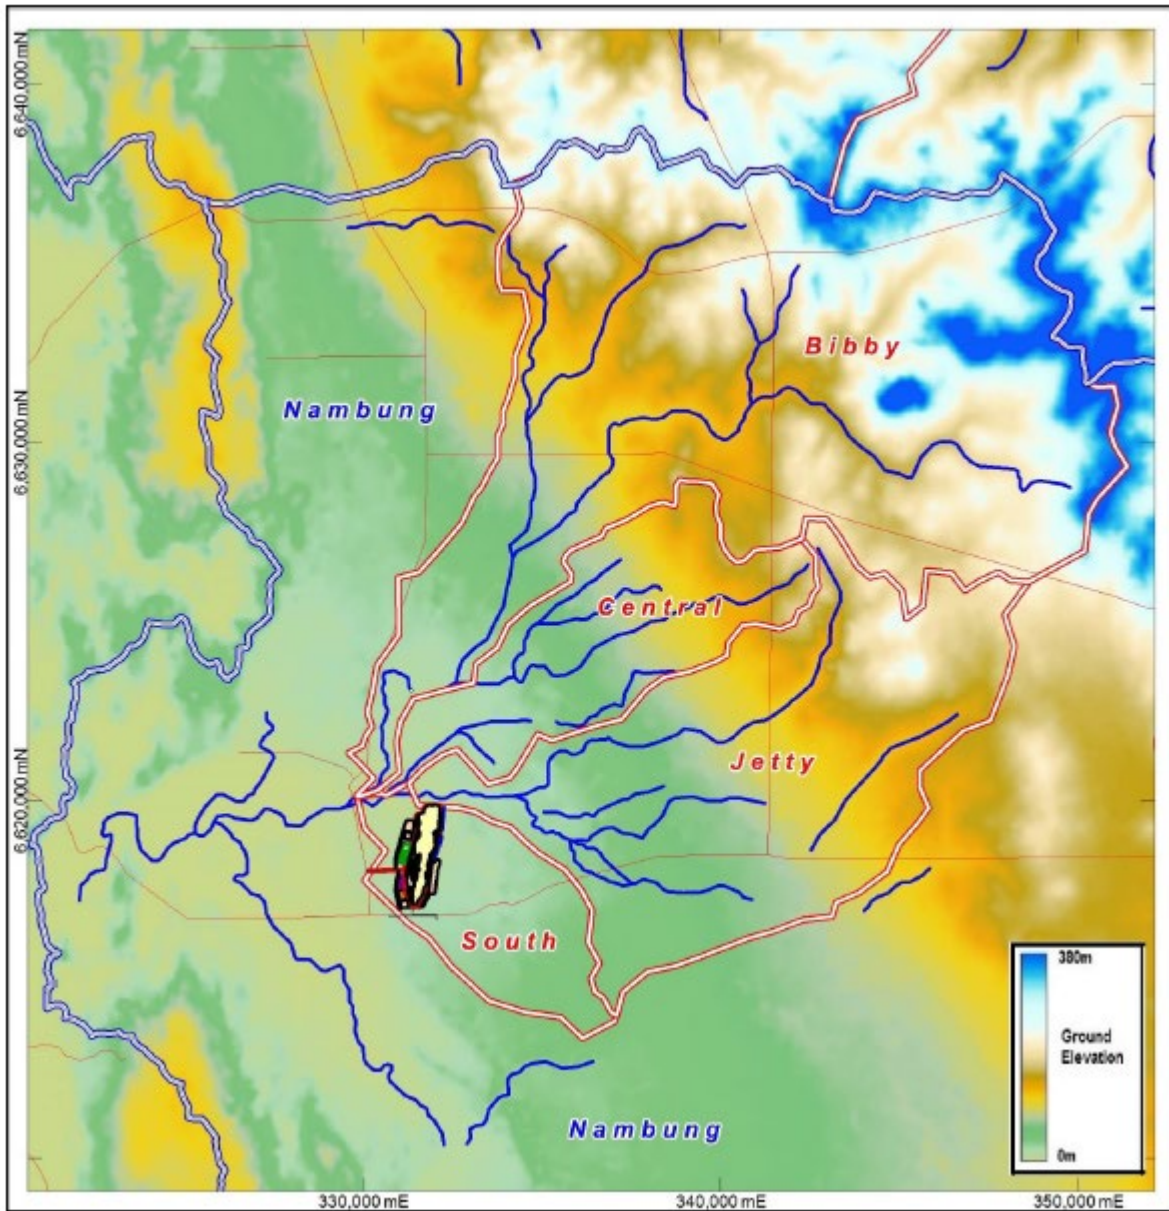 6,640,000 mN
Bibby
Nambung
6,630,000 mN
Central
Jetty
6,620,000 mN
South
380m
Ground
Elevation
Nambung
0m
330,000 mE
340,000 mE
350,000 mE